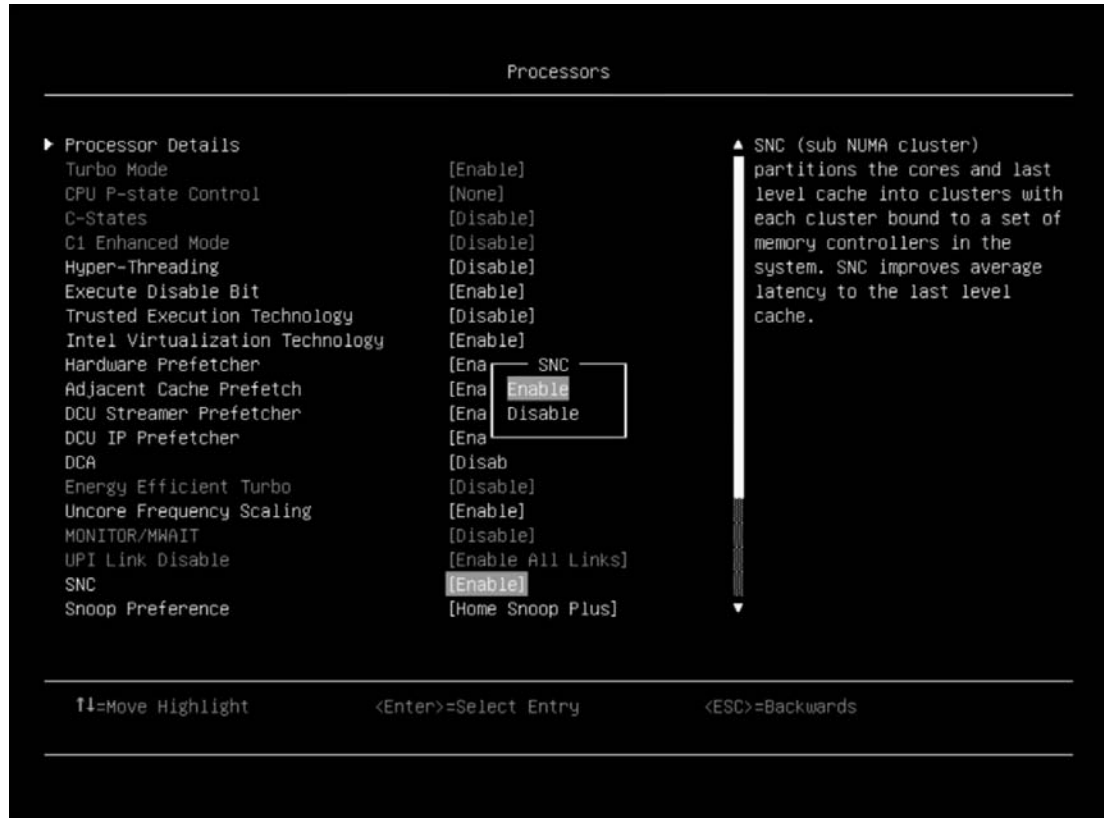 Processors
Processor Details
Turbo Mode [Enable]
CPU P-state Control [None]
C-States [Disable]
C1 Enhanced Mode [Disable]
Hyper-Threading [Disable]
Execute Disable Bit [Enable]
Trusted Execution Technology [Disable]
Intel Virtualization Technology [Enable]
Hardware Prefetcher [Ena
Adjacent Cache Prefetch [Ena
DCU Streamer Prefetcher [Ena
DCU IP Prefetcher [Ena
DCA [Disab
Energy Efficient Turbo [Disable]
Uncore Frequency Scaling [Enable]
MONITOR/MWAIT [Disable]
UPI Link Disable [Enable All Links]
SNC [Enable]
Snoop Preference [Home Snoop Plus]
SNC
Enable
Disable
SNC (sub NUMA cluster)
partitions the cores and last
level cache into clusters with
each cluster bound to a set of
memory controllers in the
system. SNC improves average
latency to the last level
cache.
↑↓=Move Highlight <Enter>=Select Entry <ESC>=Backwards